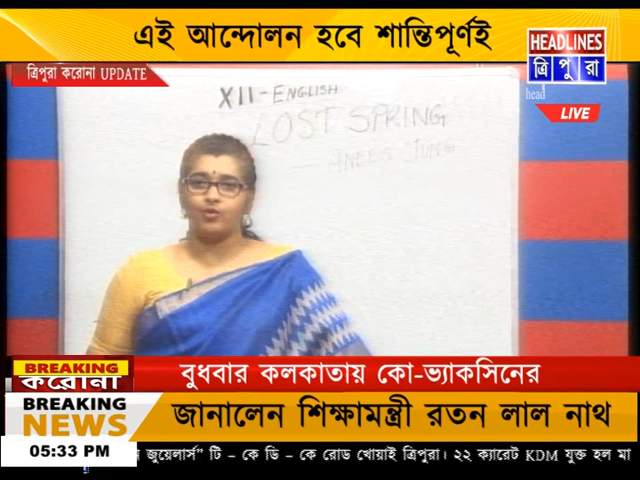 এই আন্দোলন হবে শান্তিপূর্ণই
HEADLINES
ত্রিপুরা
head
LIVE
ত্রিপুরা করোনা UPDATE
XII-ENGLISH
LOST SPRING
— ANEES JUNG
BREAKING
করোনা
বুধবার কলকাতায় কো-ভ্যাকসিনের
BREAKING
NEWS
জানালেন শিক্ষামন্ত্রী রতন লাল নাথ
05:33 PM
জুয়েলার্স” টি - কে ডি - কে রোড খোয়াই ত্রিপুরা। ২২ ক্যারেট KDM যুক্ত হল মা